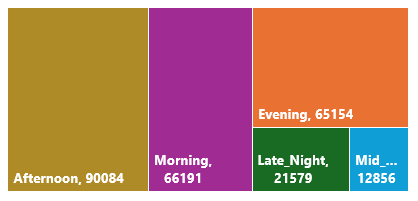 Afternoon, 90084
Morning,
66191
Evening, 65154
Late_Night,
21579
Mid_...
12856